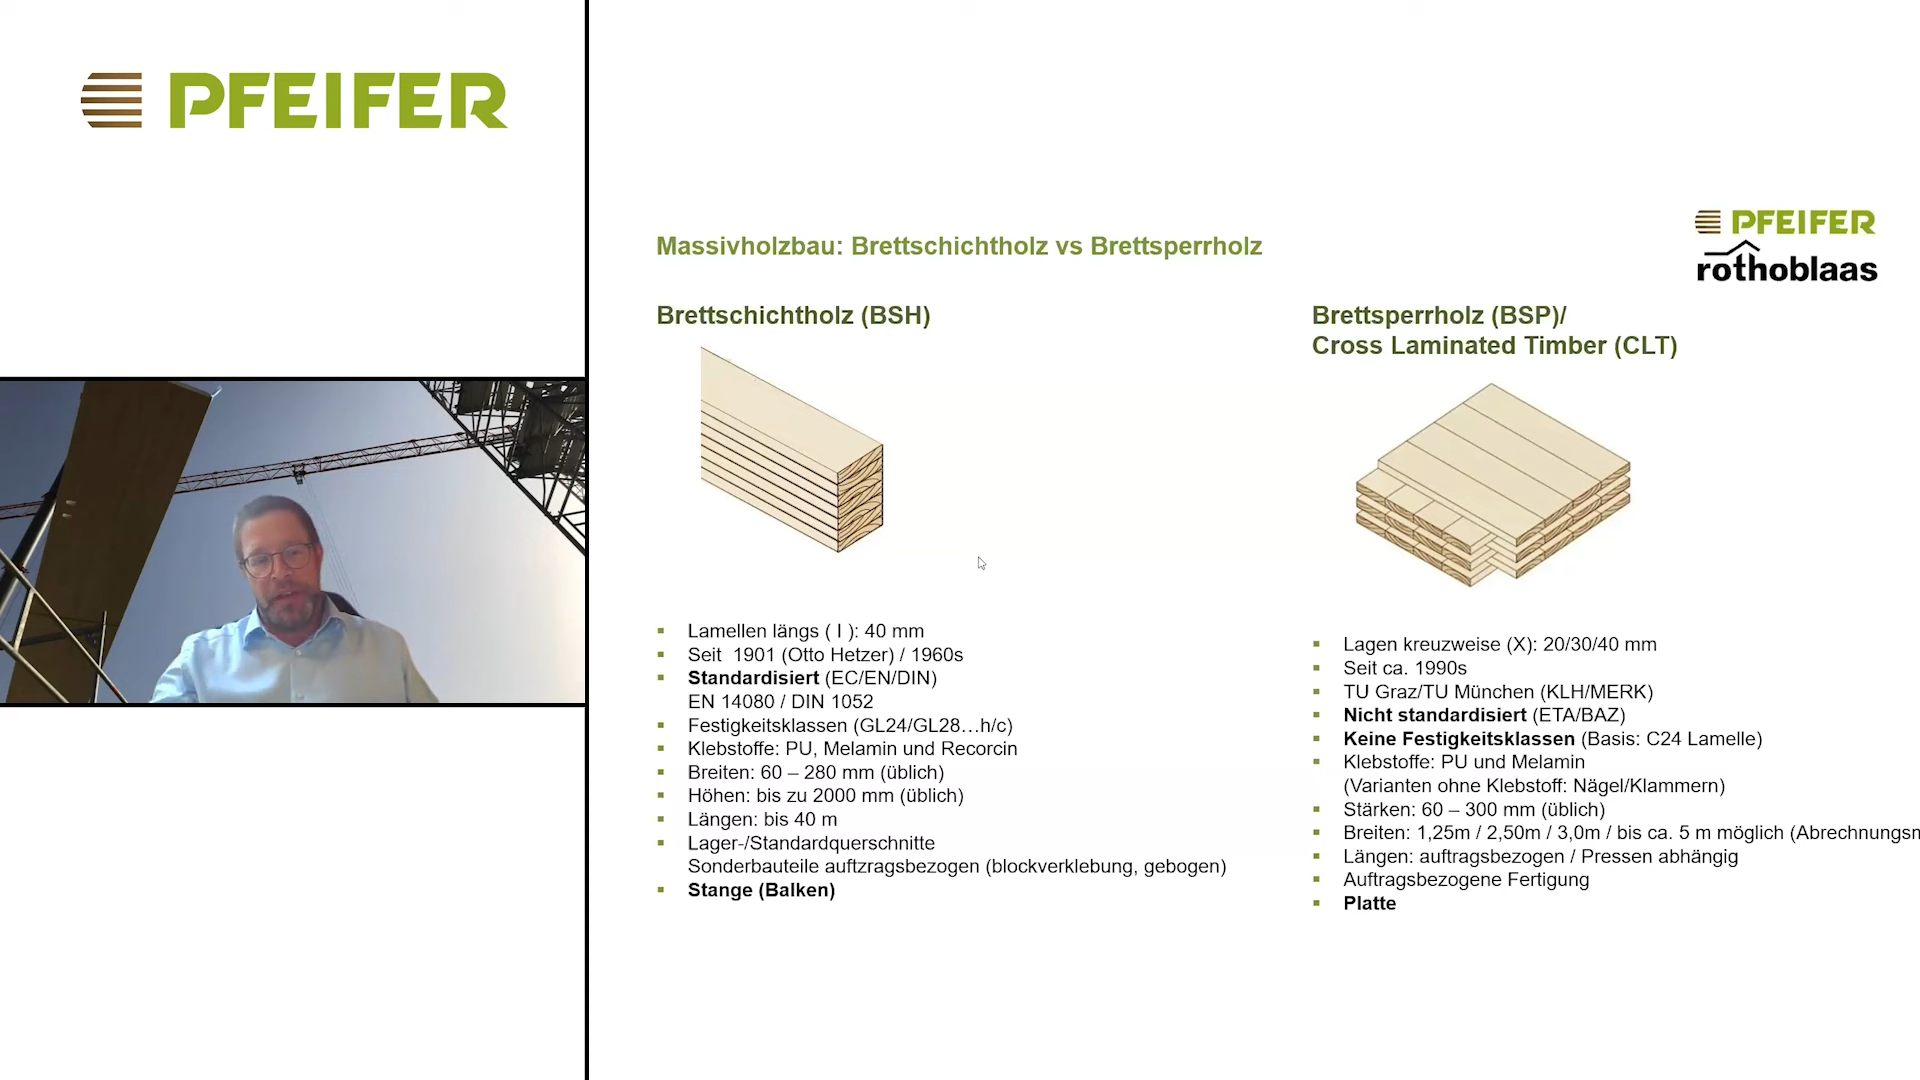 PFEIFER
PFEIFER
rothoblaas
Massivholzbau: Brettschichtholz vs Brettsperrholz
Brettschichtholz (BSH)
▪ Lamellen längs ( I ): 40 mm
▪ Seit 1901 (Otto Hetzer) / 1960s
▪ Standardisiert (EC/EN/DIN)
EN 14080 / DIN 1052
▪ Festigkeitsklassen (GL24/GL28…h/c)
▪ Klebstoffe: PU, Melamin und Recorcin
▪ Breiten: 60 – 280 mm (üblich)
▪ Höhen: bis zu 2000 mm (üblich)
▪ Längen: bis 40 m
▪ Lager-/Standardquerschnitte
Sonderbauteile auftzragsbezogen (blockverklebung, gebogen)
▪ Stange (Balken)
Brettsperrholz (BSP)/
Cross Laminated Timber (CLT)
▪ Lagen kreuzweise (X): 20/30/40 mm
▪ Seit ca. 1990s
▪ TU Graz/TU München (KLH/MERK)
▪ Nicht standardisiert (ETA/BAZ)
▪ Keine Festigkeitsklassen (Basis: C24 Lamelle)
▪ Klebstoffe: PU und Melamin
(Varianten ohne Klebstoff: Nägel/Klammern)
▪ Stärken: 60 – 300 mm (üblich)
▪ Breiten: 1,25m / 2,50m / 3,0m / bis ca. 5 m möglich (Abrechnungsm
▪ Längen: auftragsbezogen / Pressen abhängig
▪ Auftragsbezogene Fertigung
▪ Platte